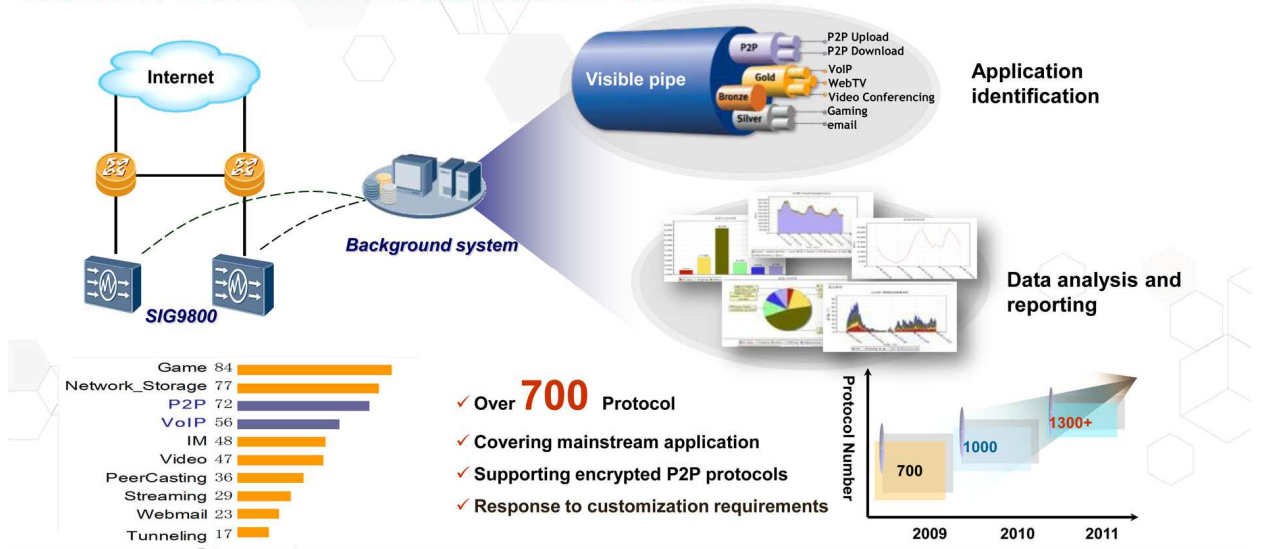 Internet
SIG9800
Background system
Visible pipe
P2P
Gold
Bronze
Silver
P2P Upload
P2P Download
VoIP
WebTV
Video Conferencing
Gaming
email
Application
identification
Data analysis and
reporting
Game 84
Network_Storage 77
P2P 72
VoIP 56
IM 48
Video 47
PeerCasting 36
Streaming 29
Webmail 23
Tunneling 17
✓ Over 700 Protocol
✓ Covering mainstream application
✓ Supporting encrypted P2P protocols
✓ Response to customization requirements
Protocol Number
700
1000
1300+
2009 2010 2011